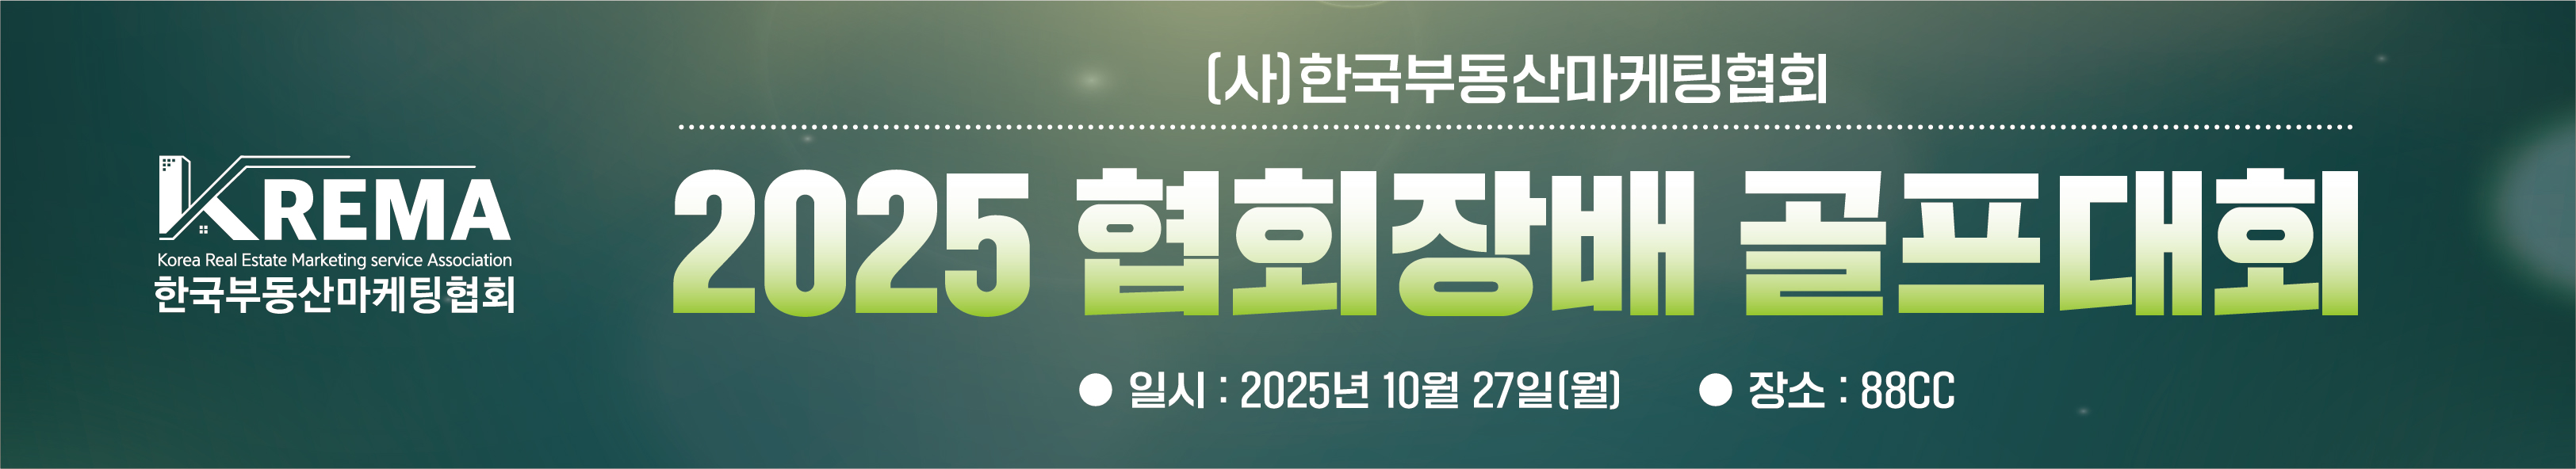 KREMA
Korea Real Estate Marketing service Association
한국부동산마케팅협회
(사)한국부동산마케팅협회
2025 협회장배 골프대회
● 일시 : 2025년 10월 27일(월) ● 장소 : 88CC